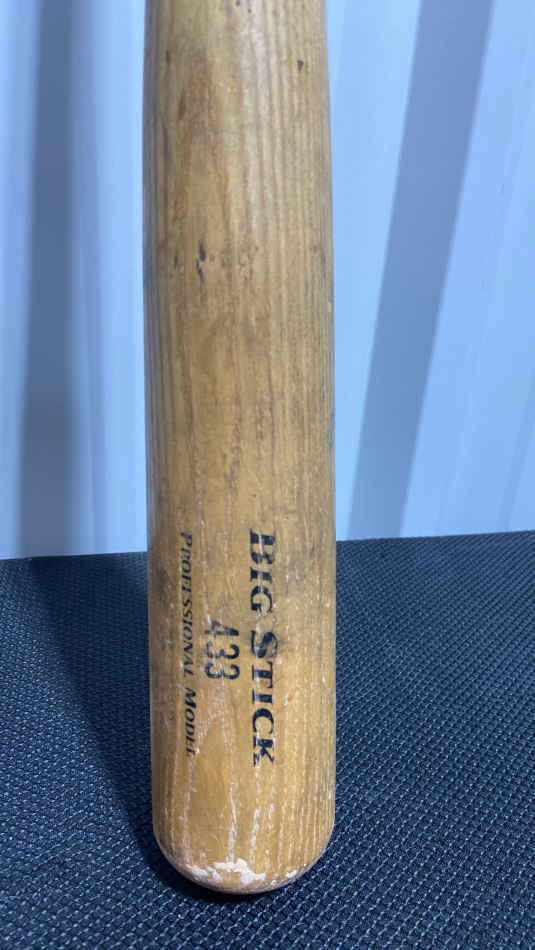 BIG STICK
433
PROFESSIONAL MODEL